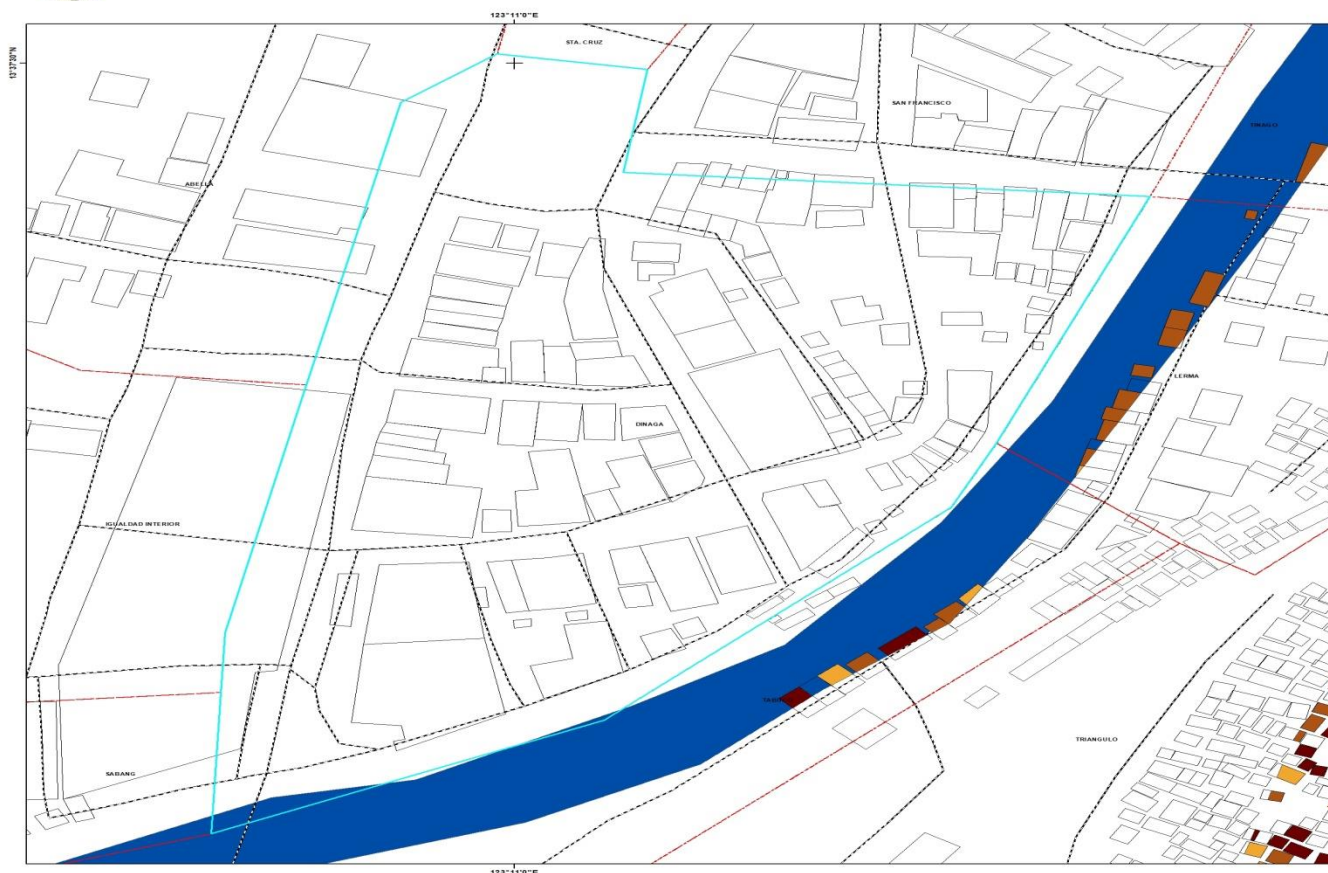 123°11'0"E
STA. CRUZ
13°37'30"N
SAN FRANCISCO
TINAGO
ABELLA
LERMA
DINAGA
IGUALDAD INTERIOR
TRIANGULO
SABANG
123°11'0"E